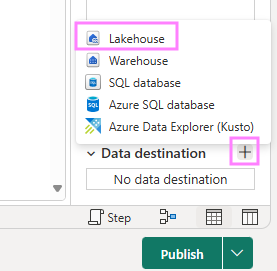 Lakehouse
Warehouse
SQL database
Azure SQL database
Azure Data Explorer (Kusto)
Data destination
No data destination
Step
Publish